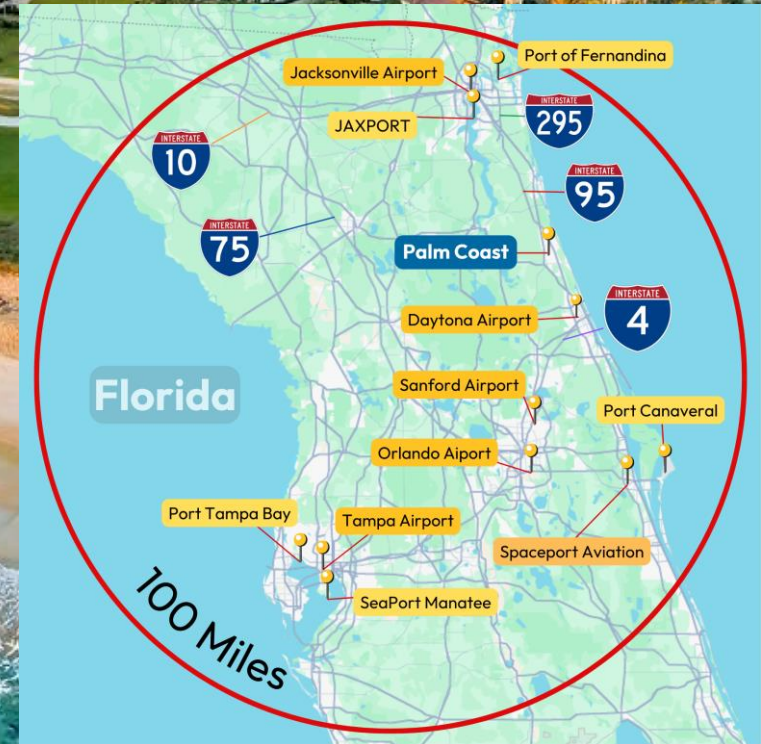 Port of Fernandina
Jacksonville Airport
JAXPORT
INTERSTATE
295
INTERSTATE
10
INTERSTATE
95
INTERSTATE
75
Palm Coast
INTERSTATE
4
Daytona Airport
Florida
Sanford Airport
Port Canaveral
Orlando Aiport
Port Tampa Bay
Tampa Airport
Spaceport Aviation
SeaPort Manatee
100 Miles